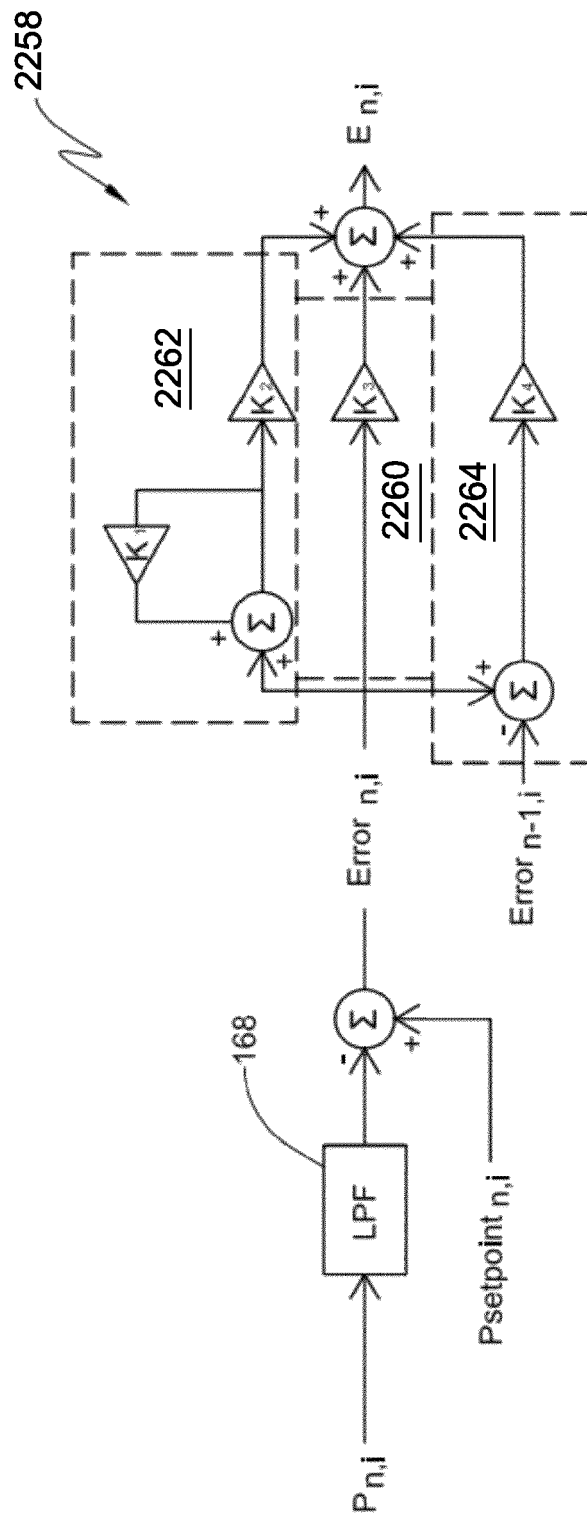 2258
2262
K₁
+
Σ
+
K₂
+
Σ
+
+
E n,i
P n,i
LPF
168
-
Σ
+
Psetpoint n,i
Error n,i
2260
K₃
Error n-1,i
-
Σ
+
2264
K₄